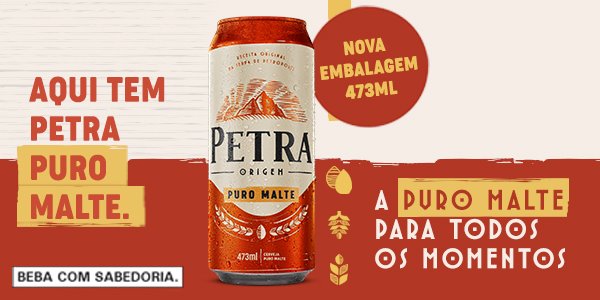 AQUI TEM
PETRA
PURO
MALTE.
BEBA COM SABEDORIA.
RECEITA ORIGINAL
DA SERRA DE PETRÓPOLIS
PETRA
ORIGEM
PURO MALTE
473ml
CERVEJA
PURO MALTE
NOVA
EMBALAGEM
473ML
A PURO MALTE
PARA TODOS
OS MOMENTOS